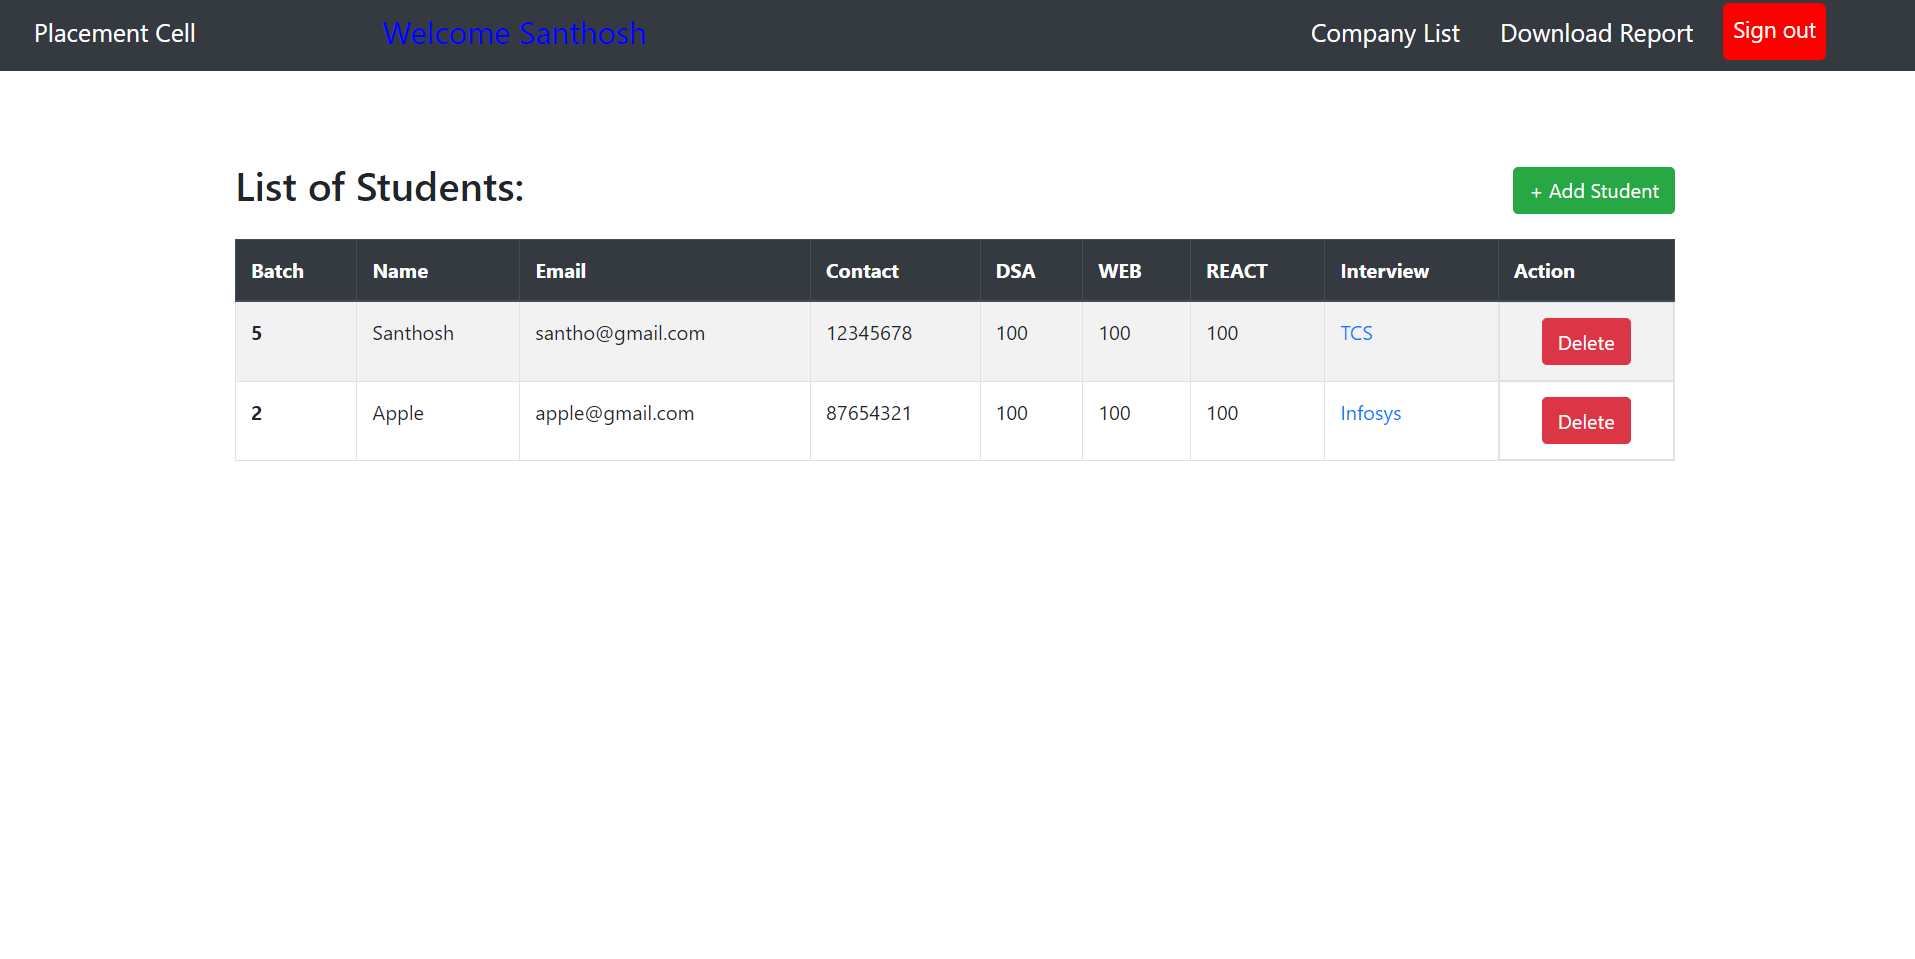 Placement Cell Welcome Santhosh Company List Download Report Sign out
List of Students: + Add Student
Batch Name Email Contact DSA WEB REACT Interview Action
5 Santhosh santho@gmail.com 12345678 100 100 100 TCS Delete
2 Apple apple@gmail.com 87654321 100 100 100 Infosys Delete